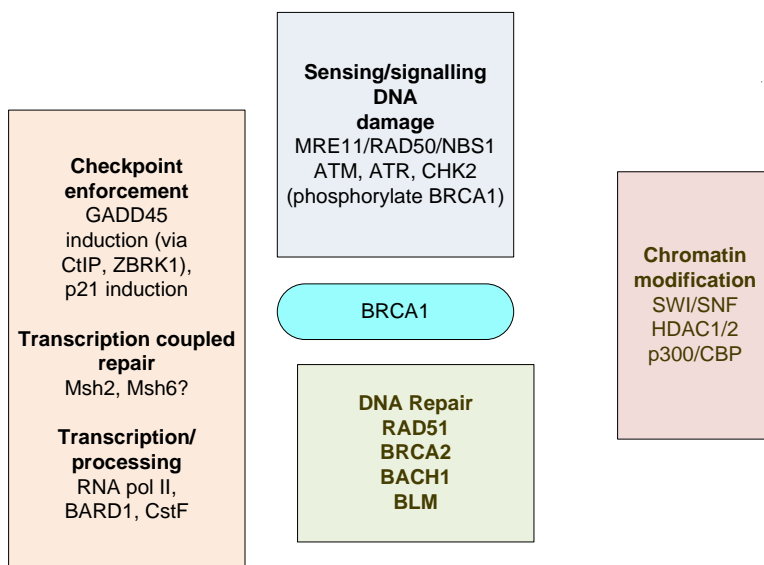 Sensing/signalling
DNA
damage
MRE11/RAD50/NBS1
ATM, ATR, CHK2
(phosphorylate BRCA1)
Checkpoint
enforcement
GADD45
induction (via
CtIP, ZBRK1),
p21 induction
Transcription coupled
repair
Msh2, Msh6?
Transcription/
processing
RNA pol II,
BARD1, CstF
BRCA1
DNA Repair
RAD51
BRCA2
BACH1
BLM
Chromatin
modification
SWI/SNF
HDAC1/2
p300/CBP